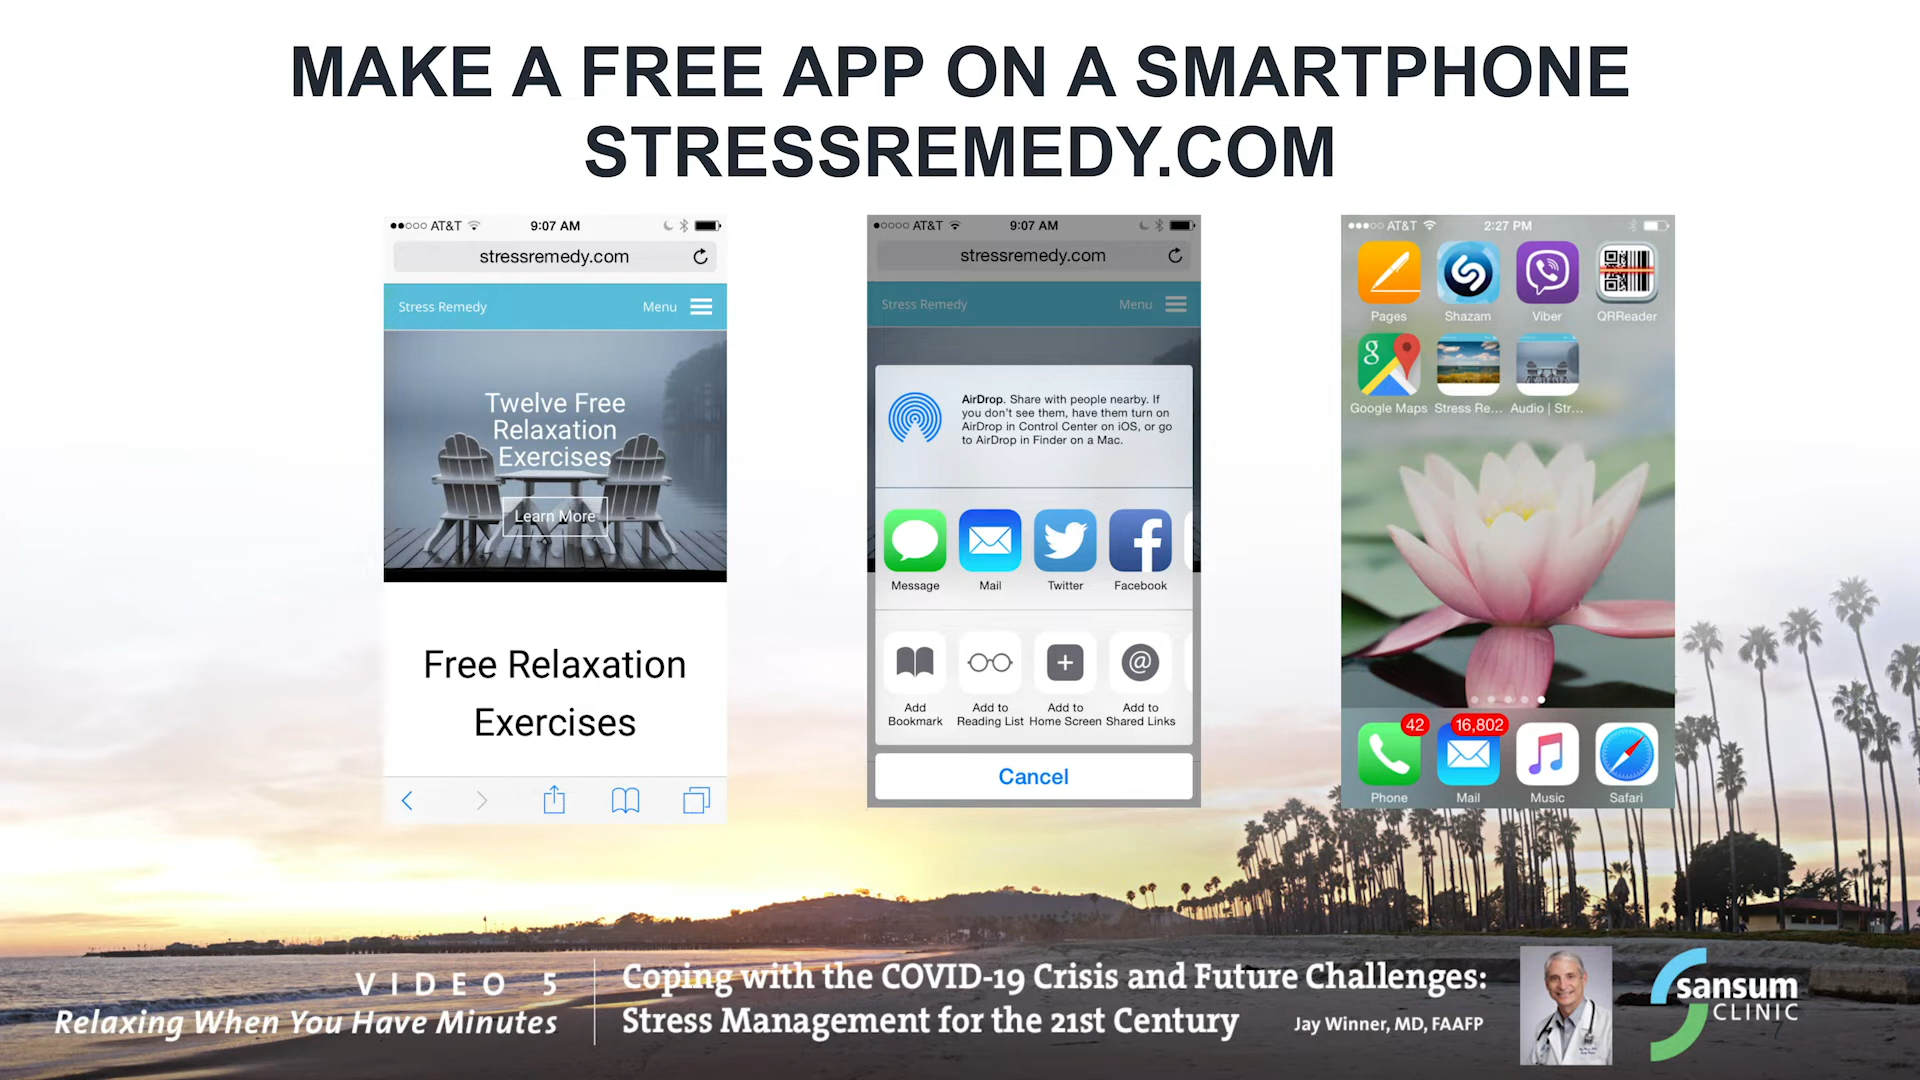 MAKE A FREE APP ON A SMARTPHONE
STRESSREMEDY.COM
AT&T 9:07 AM
stressremedy.com
Stress Remedy Menu
Twelve Free
Relaxation
Exercises
Learn More
Free Relaxation
Exercises
AT&T 9:07 AM
stressremedy.com
Stress Remedy Menu
AirDrop. Share with people nearby. If
you don't see them, have them turn on
AirDrop in Control Center on iOS, or go
to AirDrop in Finder on a Mac.
Message Mail Twitter Facebook
Add Bookmark
Add to Reading List
Add to Home Screen
Add to Shared Links
Cancel
AT&T 2:27 PM
Pages Shazam Viber QRReader
g
Google Maps Stress Re... Audio | Str...
42 16,802
Phone Mail Music Safari
VIDEO 5
Relaxing When You Have Minutes
Coping with the COVID-19 Crisis and Future Challenges:
Stress Management for the 21st Century
Jay Winner, MD, FAAFP
sansum
CLINIC